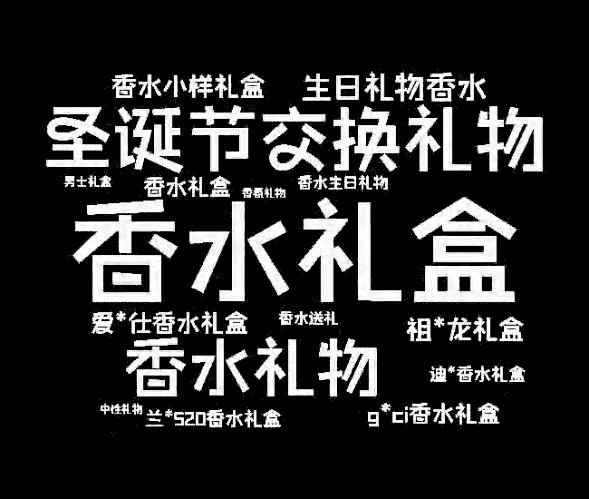 香水小样礼盒 生日礼物香水
圣诞节交换礼物
男士礼盒 香水礼盒 香氛礼物 香水生日礼物
香水礼盒
爱*仕香水礼盒 香水送礼 祖*龙礼盒
香水礼物
迪*香水礼盒
中性礼物 兰*520香水礼盒 g*ci香水礼盒